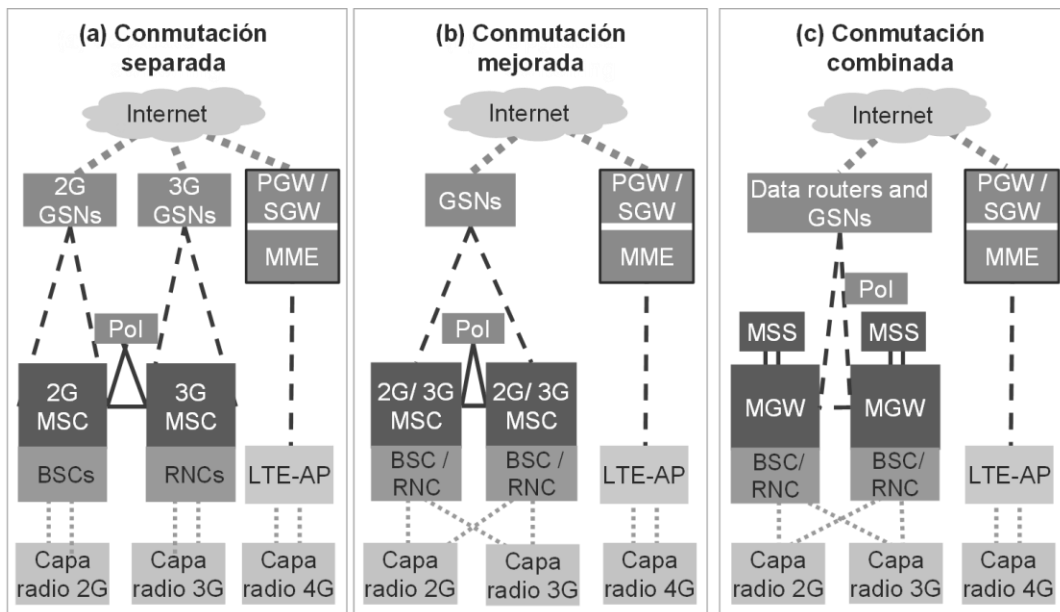 (a) Conmutación
separada
Internet
2G
GSNs
3G
GSNs
PGW /
SGW
MME
PoI
2G
MSC
3G
MSC
BSCs
RNCs
LTE-AP
Capa
radio 2G
Capa
radio 3G
Capa
radio 4G
(b) Conmutación
mejorada
Internet
GSNs
PGW /
SGW
MME
PoI
2G/ 3G
MSC
2G/ 3G
MSC
BSC /
RNC
BSC /
RNC
LTE-AP
Capa
radio 2G
Capa
radio 3G
Capa
radio 4G
(c) Conmutación
combinada
Internet
Data routers and
GSNs
PGW /
SGW
MME
PoI
MSS
MSS
MGW
MGW
BSC/
RNC
BSC/
RNC
LTE-AP
Capa
radio 2G
Capa
radio 3G
Capa
radio 4G